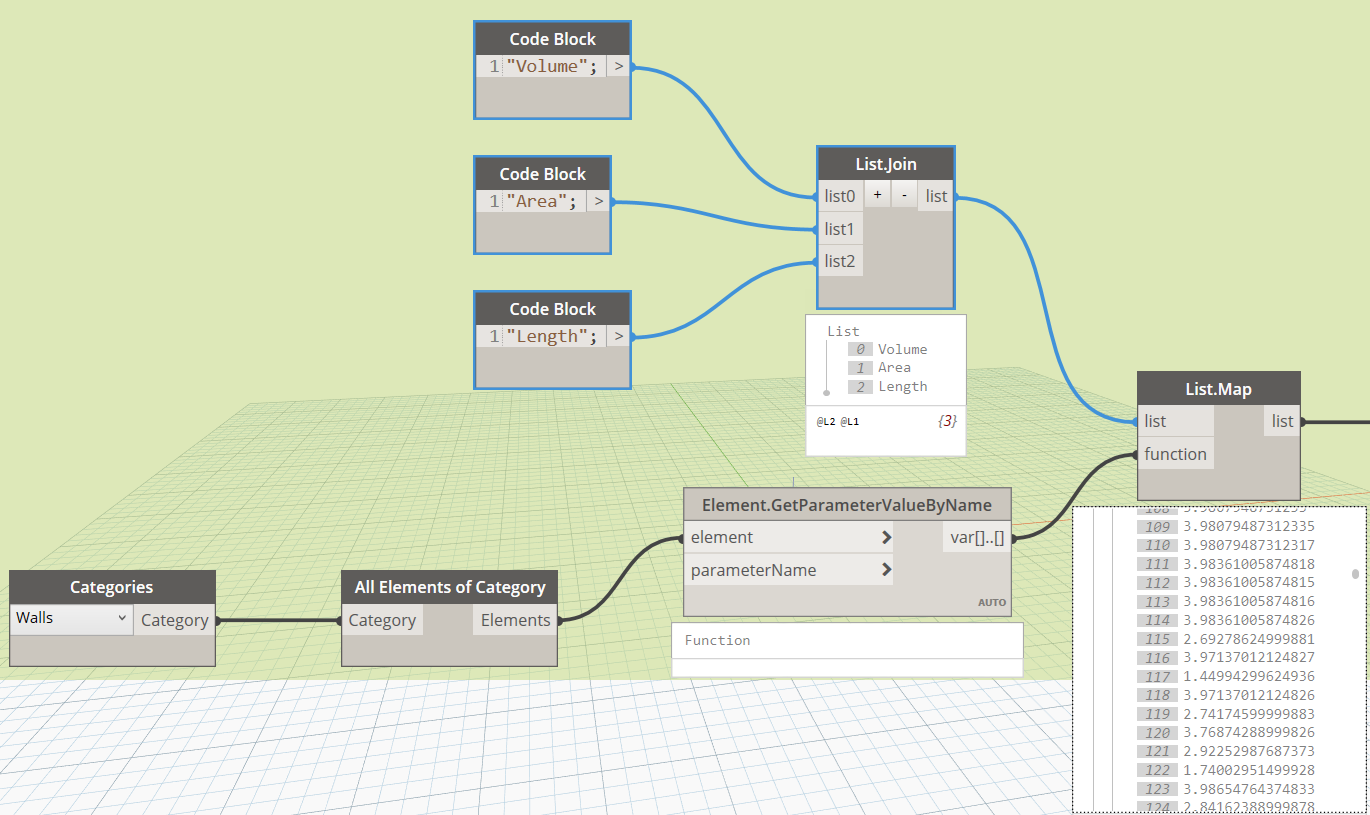 Code Block
1 "Volume"; >
Code Block
1 "Area"; >
Code Block
1 "Length"; >
List.Join
list0 + - list
list1
list2
List
0 Volume
1 Area
2 Length
@L2 @L1 {3}
List.Map
list list
function
Element.GetParameterValueByName
element var[]..[]
parameterName
AUTO
Function
Categories
Walls Category
All Elements of Category
Category Elements
109 3.98079487312335
110 3.98079487312317
111 3.98361005874818
112 3.98361005874815
113 3.98361005874816
114 3.98361005874826
115 2.69278624999881
116 3.97137012124827
117 1.44994299624936
118 3.97137012124826
119 2.74174599999883
120 3.76874288999826
121 2.92252987687373
122 1.74002951499928
123 3.98654764374833
124 2.84162388999878